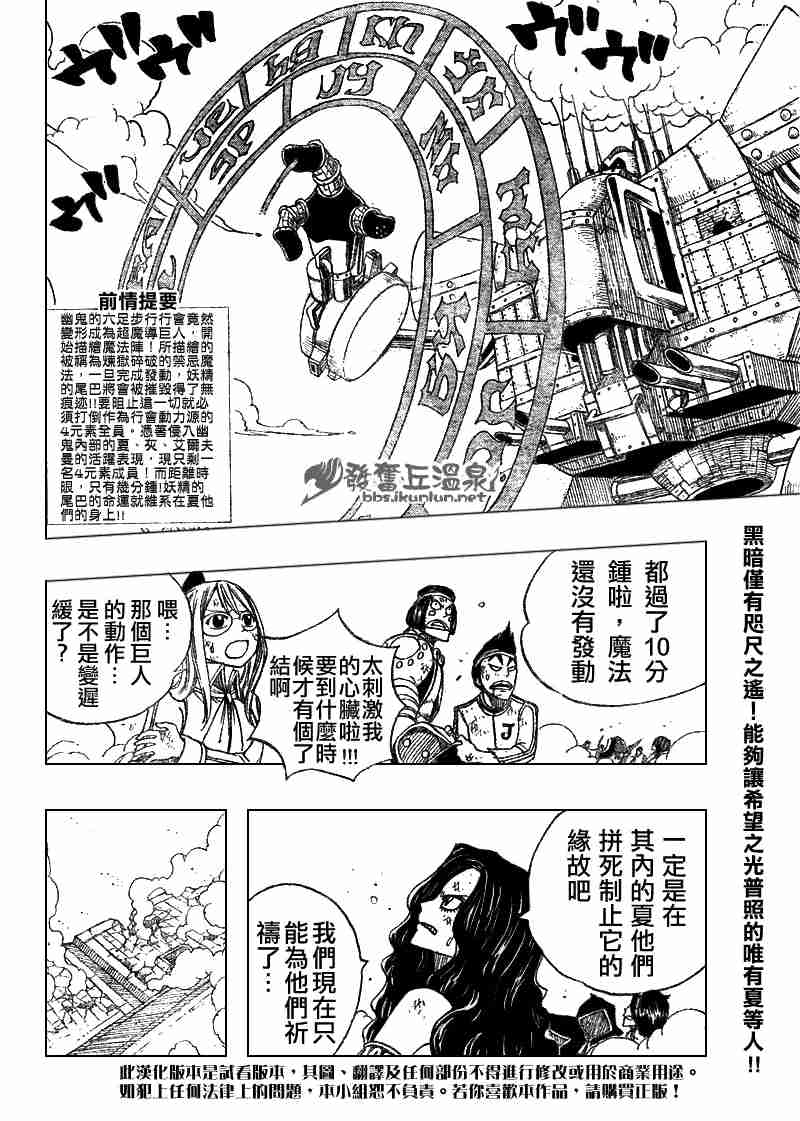 ヴヴ…
ヴヴ…
ヴヴ…
ヴヴ…
前情提要
幽鬼的六足步行行會竟然
變形成為超魔導巨人，開
始描繪魔法陣！所描繪的
被稱為煉獄碎破的禁忌魔
法，一旦完成發動，妖精
的尾巴將會被摧毀得了無
痕迹!!要阻止這一切就必
須打倒作為行會動力源的
4元素全員。憑著侵入幽
鬼內部的夏、灰、艾爾夫
曼的活躍表現，現只剩一
名4元素成員！而距離時
限，只有幾分鍾!妖精的
尾巴的命運就維系在夏他
們的身上!!
發奮丘溫泉
bbs.ikunlun.net
黑暗僅有咫尺之遙！能夠讓希望之光普照的唯有夏等人!!
都過了10分
鍾啦，魔法
還沒有發動
太刺激我
的心臟啦!!!
要到什麼時
候才有個了
結啊
J
喂…
那個巨人
的動作…
是不是變遲
緩了？
一定是在
其內的夏他們
拼死制止它的
緣故吧
我們現在只
能為他們祈
禱了…
此漢化版本是試看版本，其圖、翻譯及任何部份不得進行修改或用於商業用途。
如犯上任何法律上的問題，本小組恕不負責。若你喜歡本作品，請購買正版！